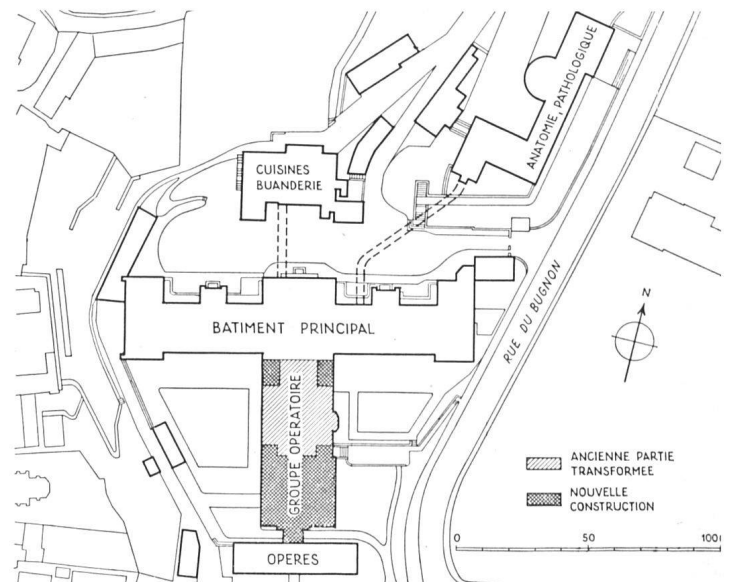 ANATOMIE, PATHOLOGIQUE
CUISINES
BUANDERIE
BATIMENT PRINCIPAL
RUE DU BUGNON
N
GROUPE OPERATOIRE
ANCIENNE PARTIE
TRANSFORMEE
NOUVELLE
CONSTRUCTION
OPERES
0 50 100